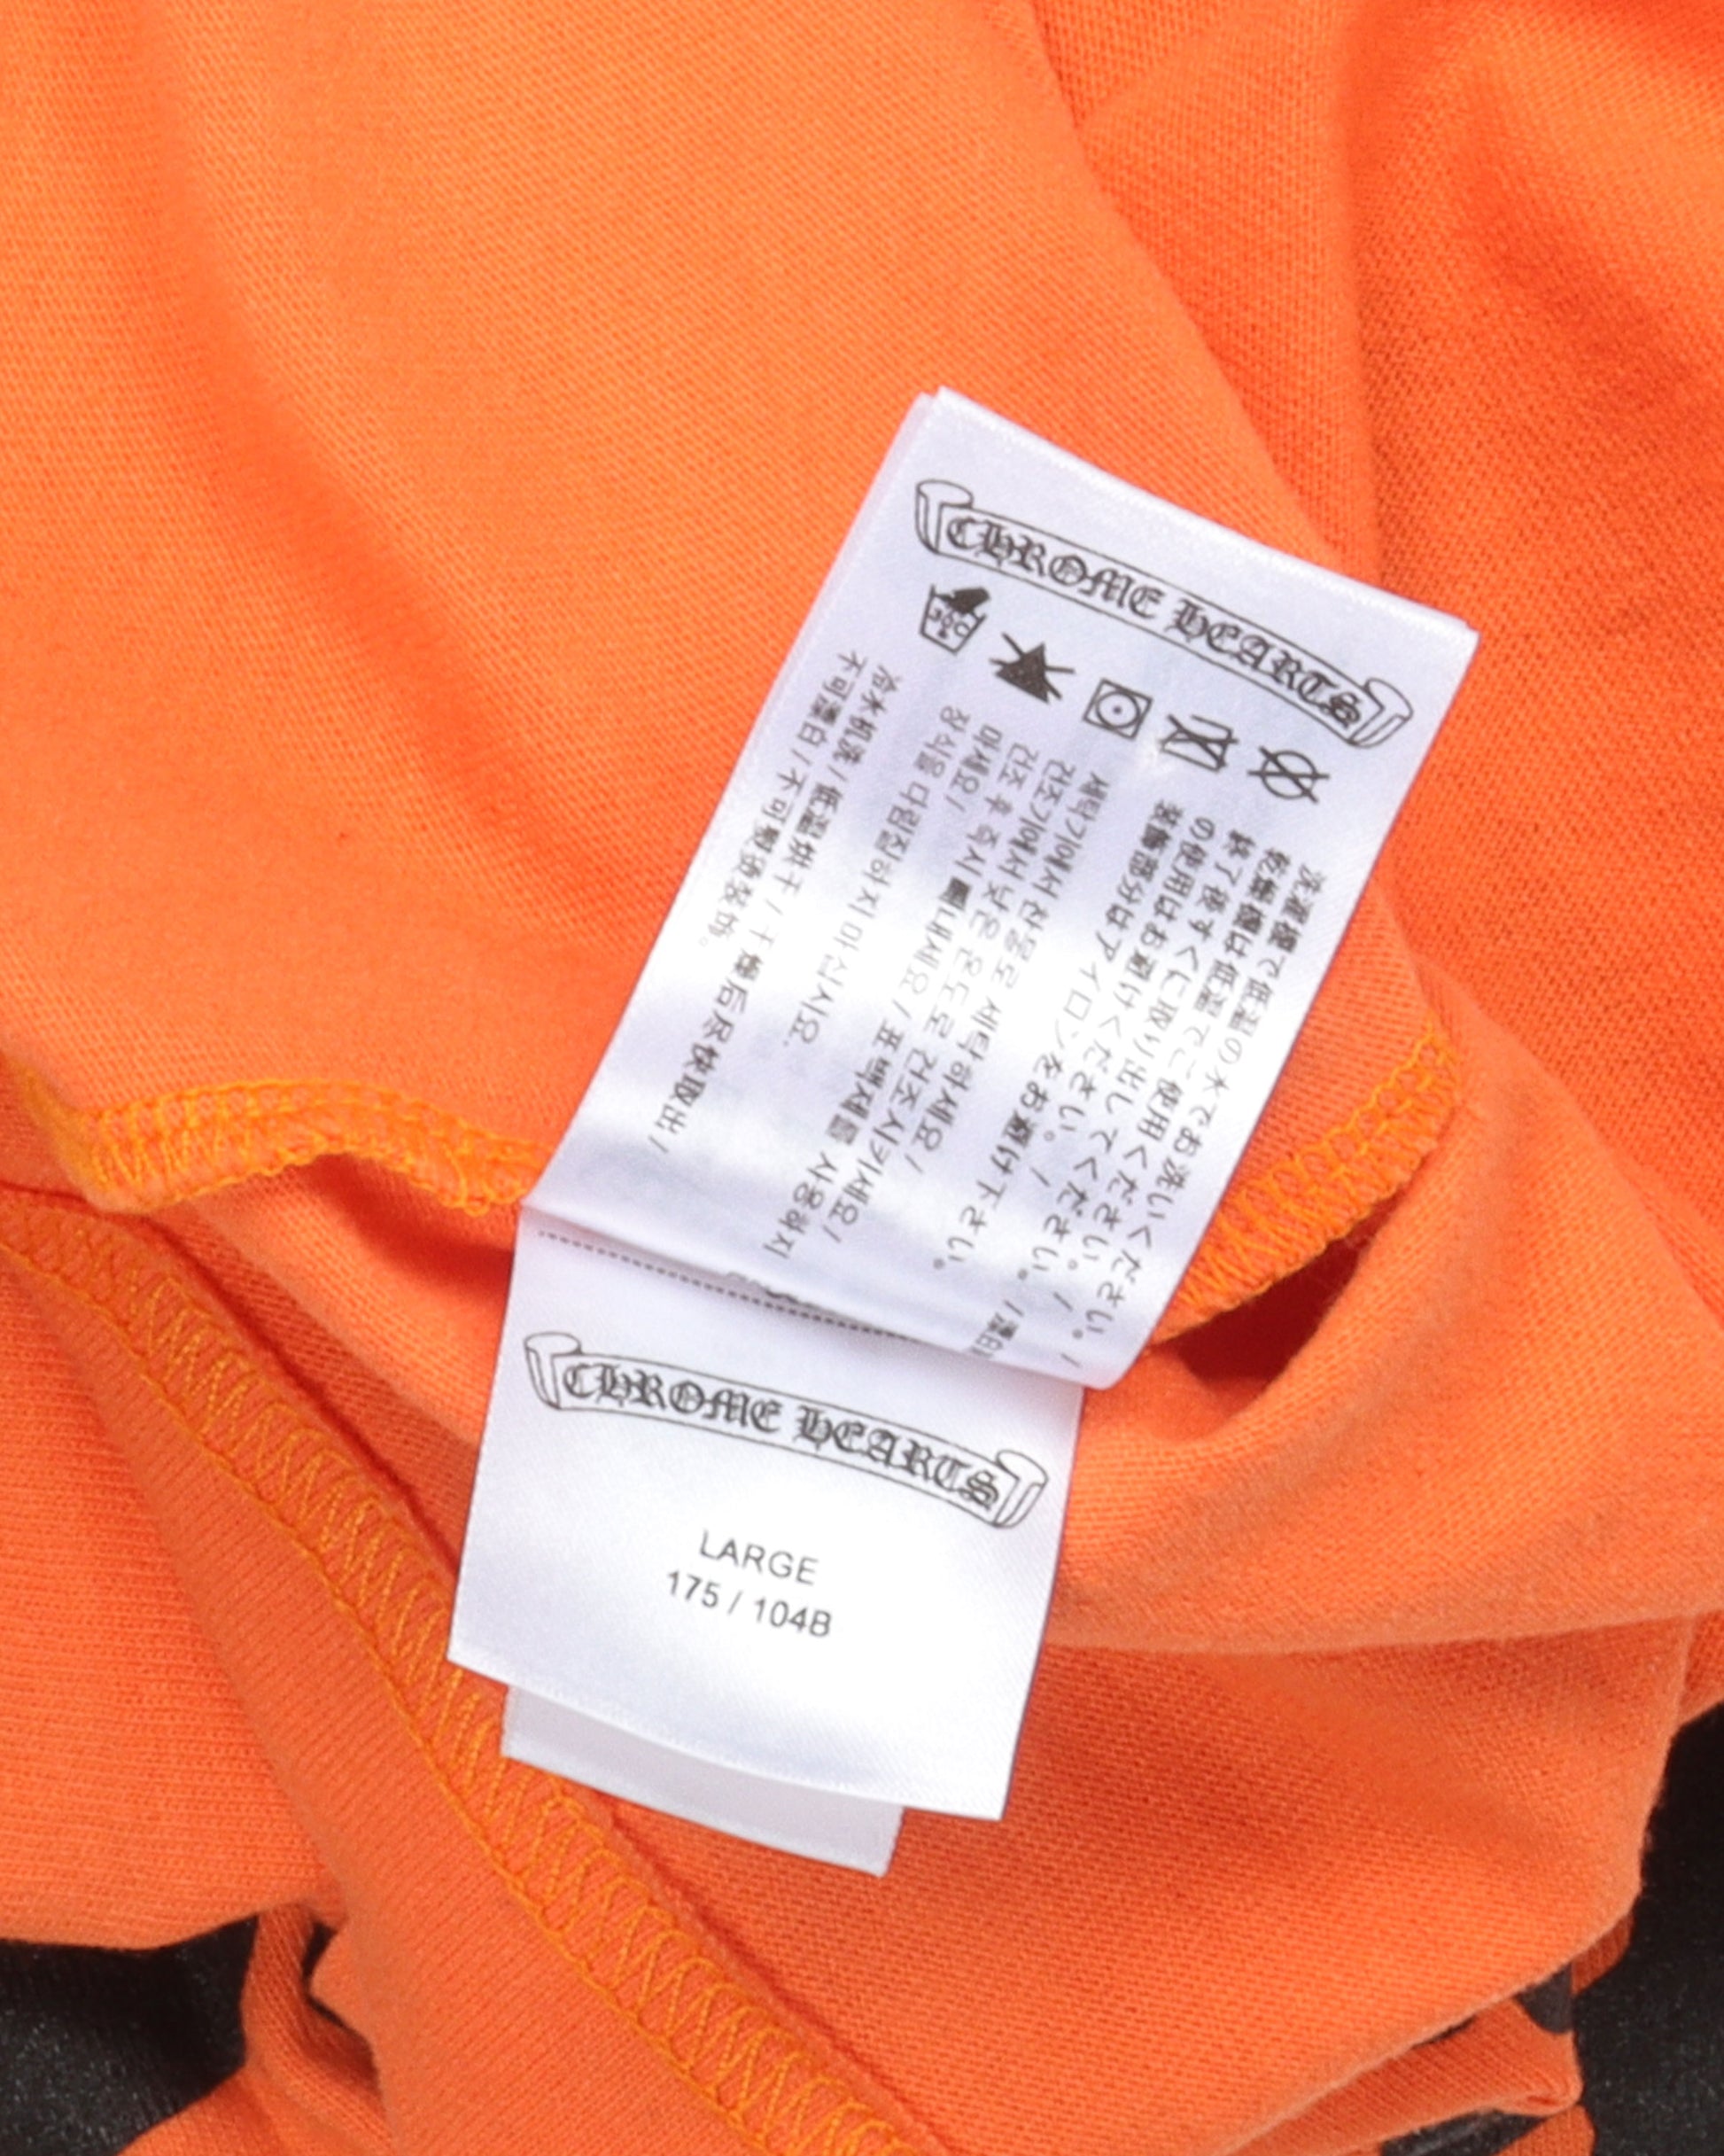 CHROME HEARTS
洗濯機で低温の水でお洗いください。/
乾燥機は低温でご使用ください。/
終了後すぐに取り出してください。/漂白
の使用はお避けください。/
装飾部分はアイロンをお避け下さい。
세탁기에서 찬물로 세탁하세요/
건조기에서 낮은 온도로 건조시키세요/
건조 후 즉시 내세요/표백제를 사용하지
마세요/
장식을 다림질하지 마십시오.
冷水机洗/低温烘干/干燥后尽快取出/
不可漂白/不可熨烫装饰。
CHROME HEARTS
LARGE
175 / 104B